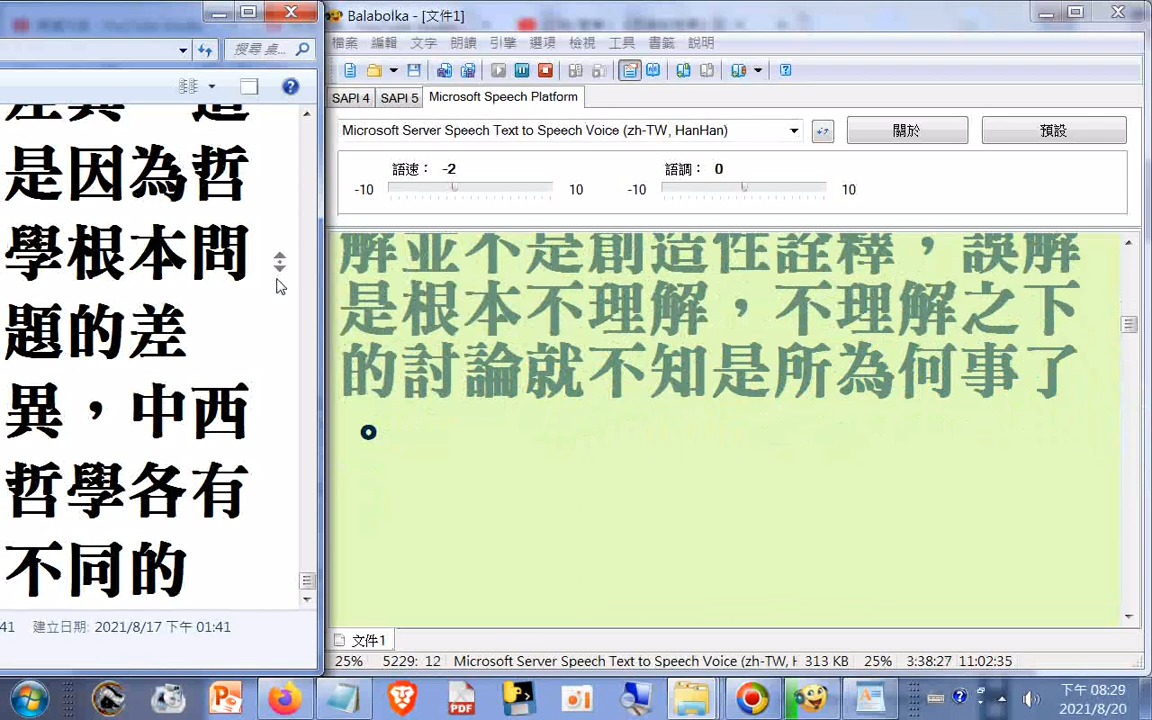 搜尋 桌...
差異，這
是因為哲
學根本問
題的差
異，中西
哲學各有
不同的
41 建立日期: 2021/8/17 下午 01:41
Balabolka - [文件1]
檔案 編輯 文字 朗讀 引擎 選項 檢視 工具 書籤 說明
SAPI 4 SAPI 5 Microsoft Speech Platform
Microsoft Server Speech Text to Speech Voice (zh-TW, HanHan)
關於 預設
語速： -2 語調： 0
-10 10 -10 10
解並不是創造性詮釋，誤解
是根本不理解，不理解之下
的討論就不知是所為何事了
。
文件1
25% 5229: 12 Microsoft Server Speech Text to Speech Voice (zh-TW, H 313 KB 25% 3:38:27 11:02:35
下午 08:29
2021/8/20